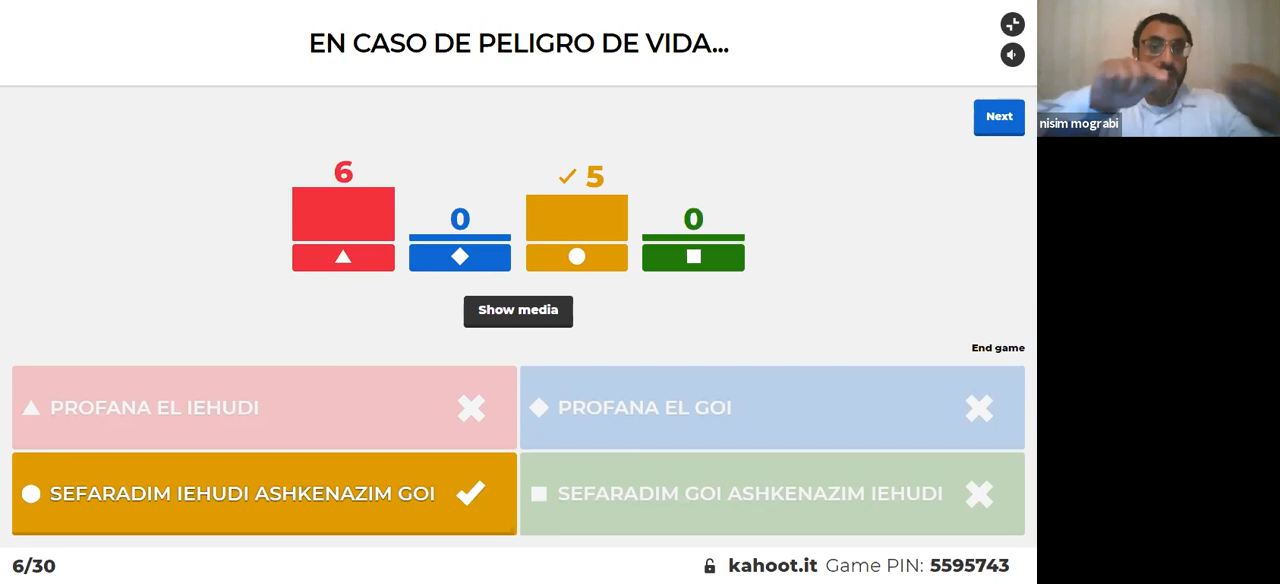 EN CASO DE PELIGRO DE VIDA...
nisim mograbi
Next
6
0
5
0
Show media
End game
PROFANA EL IEHUDI
PROFANA EL GOI
SEFARADIM IEHUDI ASHKENAZIM GOI
SEFARADIM GOI ASHKENAZIM IEHUDI
6/30
kahoot.it Game PIN: 5595743